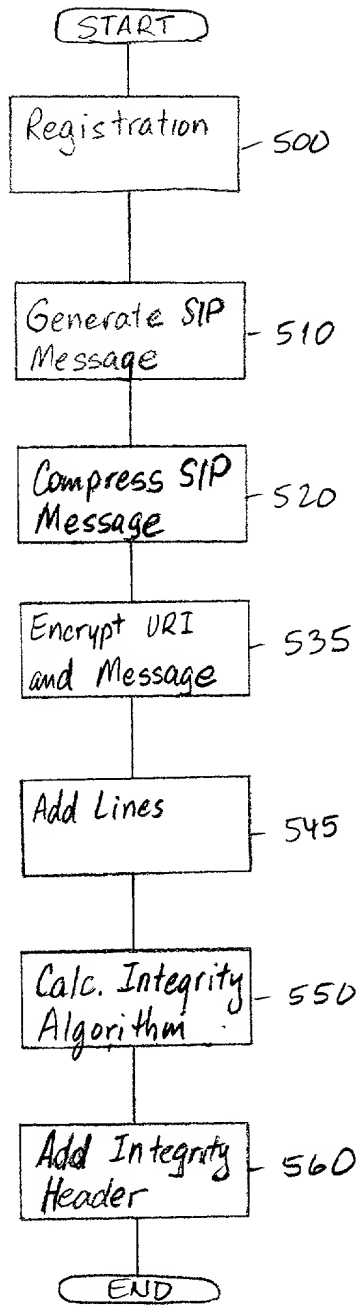 START
Registration
500
Generate SIP
Message
510
Compress SIP
Message
520
Encrypt URI
and Message
535
Add Lines
545
Calc. Integrity
Algorithm
550
Add Integrity
Header
560
END